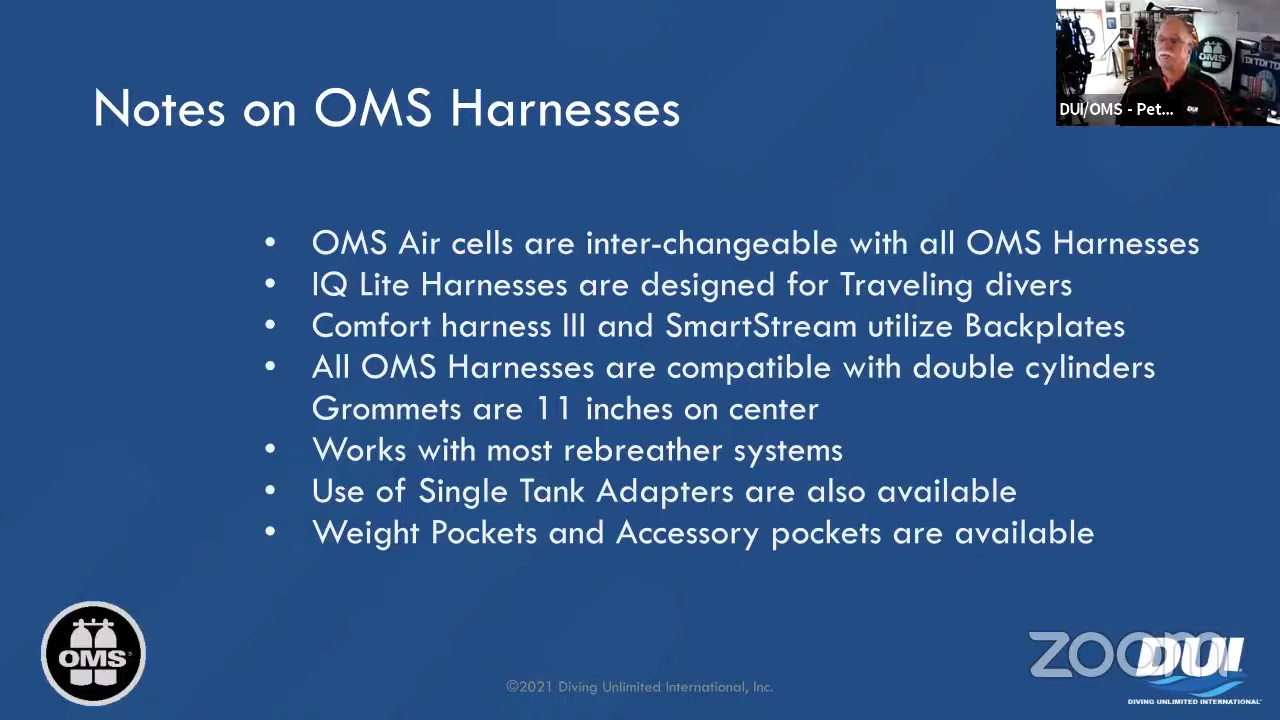 Notes on OMS Harnesses
OMS
DUI/OMS - Pet...
• OMS Air cells are inter-changeable with all OMS Harnesses
• IQ Lite Harnesses are designed for Traveling divers
• Comfort harness III and SmartStream utilize Backplates
• All OMS Harnesses are compatible with double cylinders
Grommets are 11 inches on center
• Works with most rebreather systems
• Use of Single Tank Adapters are also available
• Weight Pockets and Accessory pockets are available
OMS
©2021 Diving Unlimited International, Inc.
zoom
DUI
DIVING UNLIMITED INTERNATIONAL